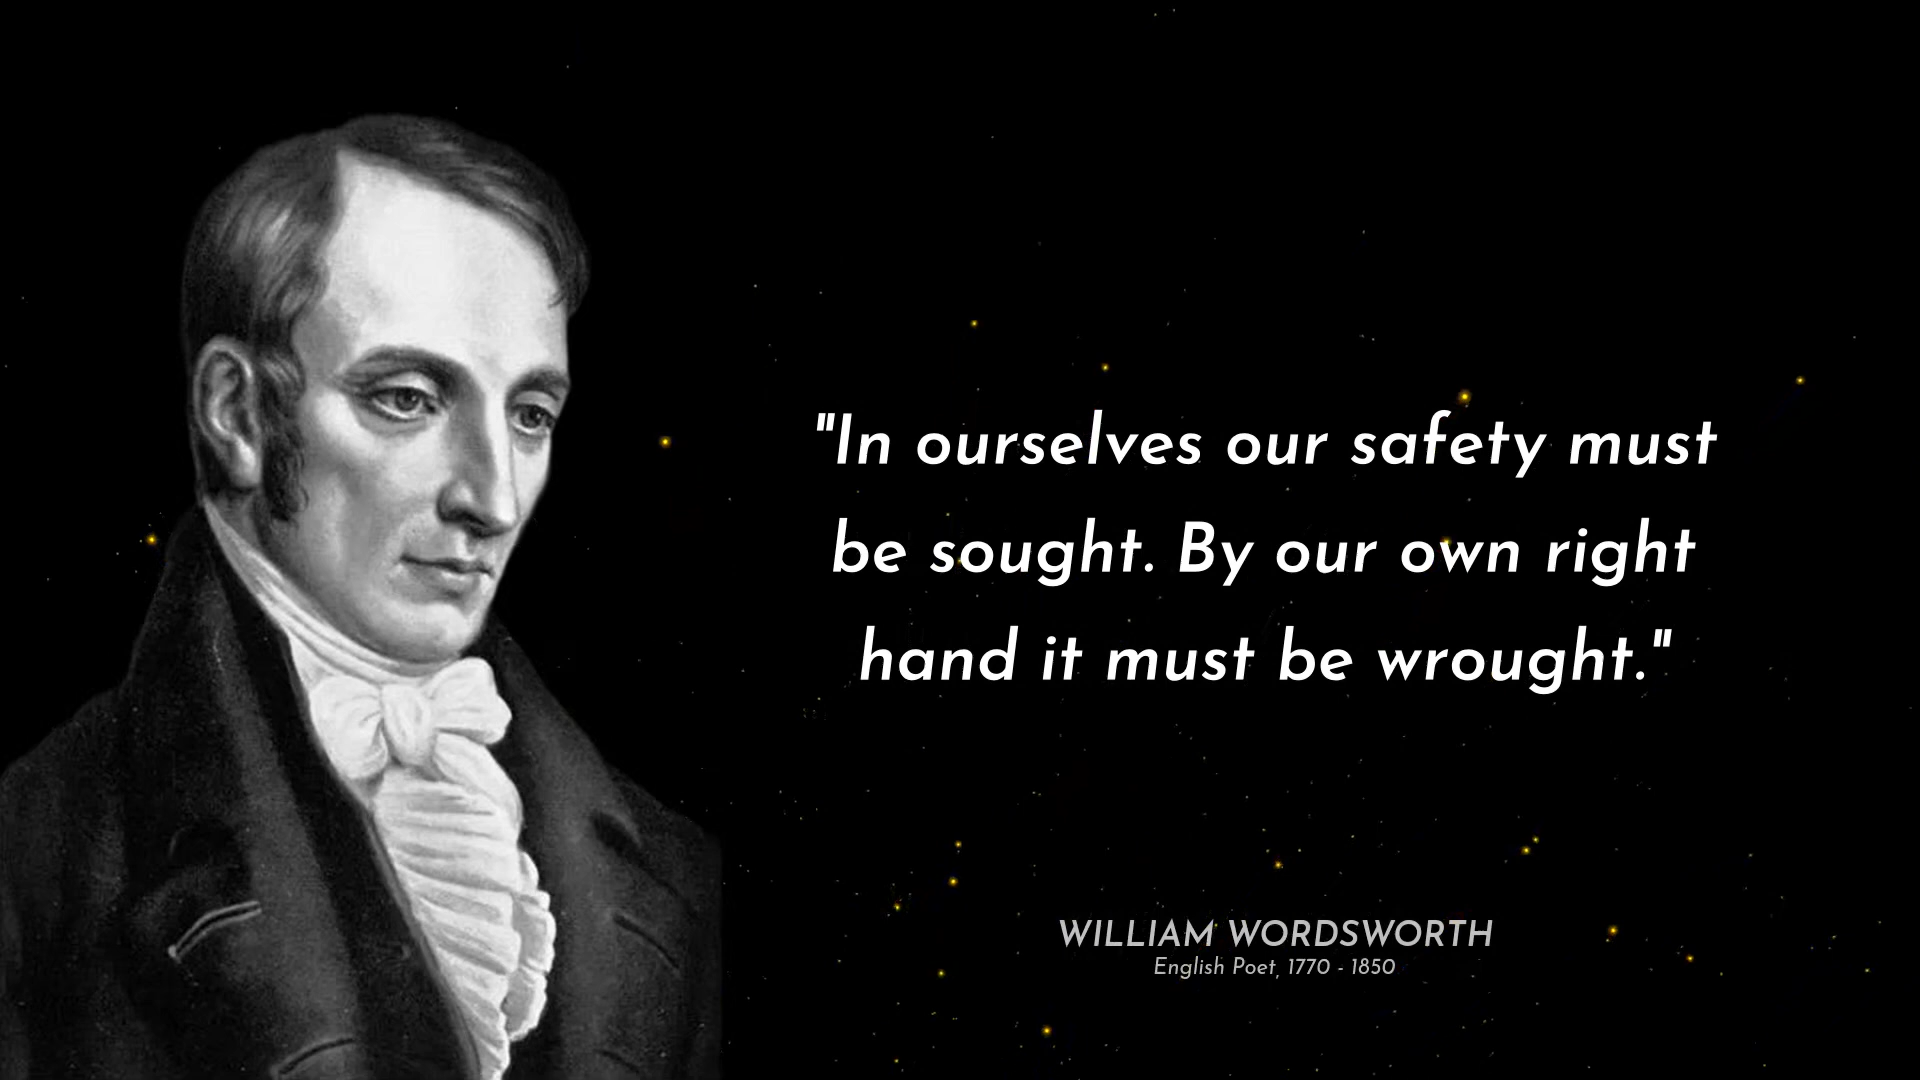 "In ourselves our safety must
be sought. By our own right
hand it must be wrought."
WILLIAM WORDSWORTH
English Poet, 1770 - 1850